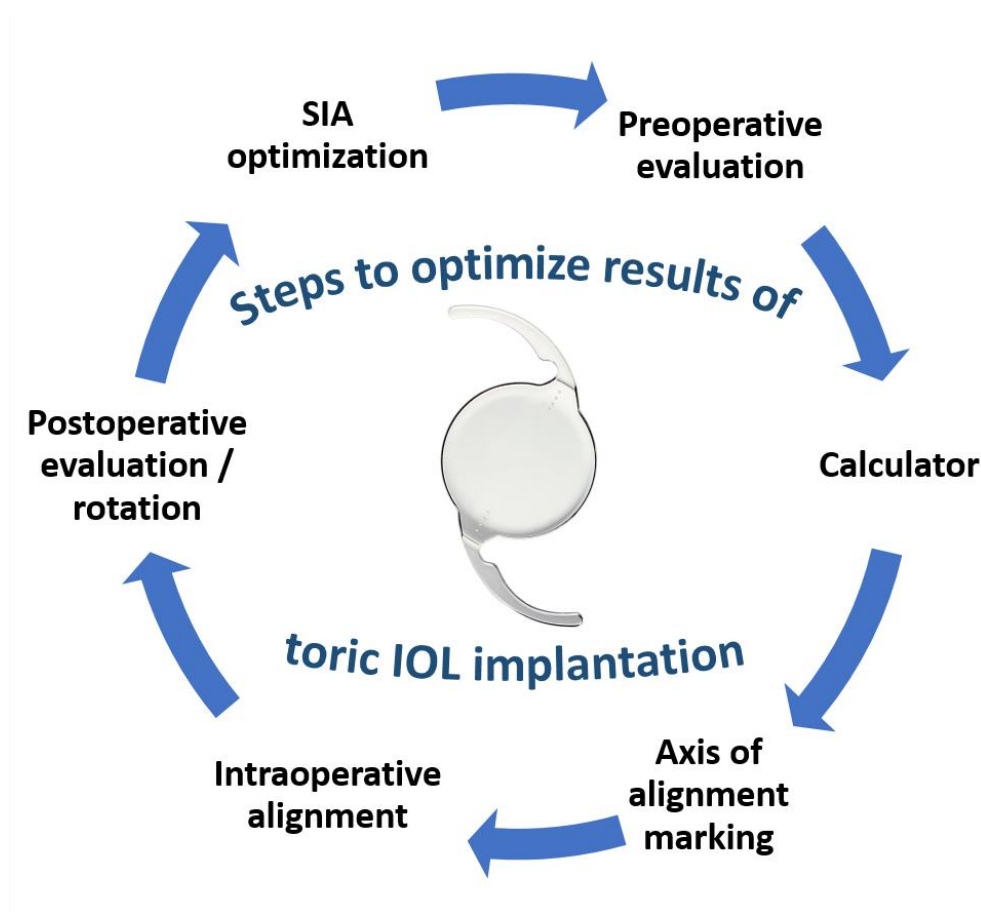 SIA
optimization
Preoperative
evaluation
Steps to optimize results of
Postoperative
evaluation /
rotation
Calculator
toric IOL implantation
Intraoperative
alignment
Axis of
alignment
marking